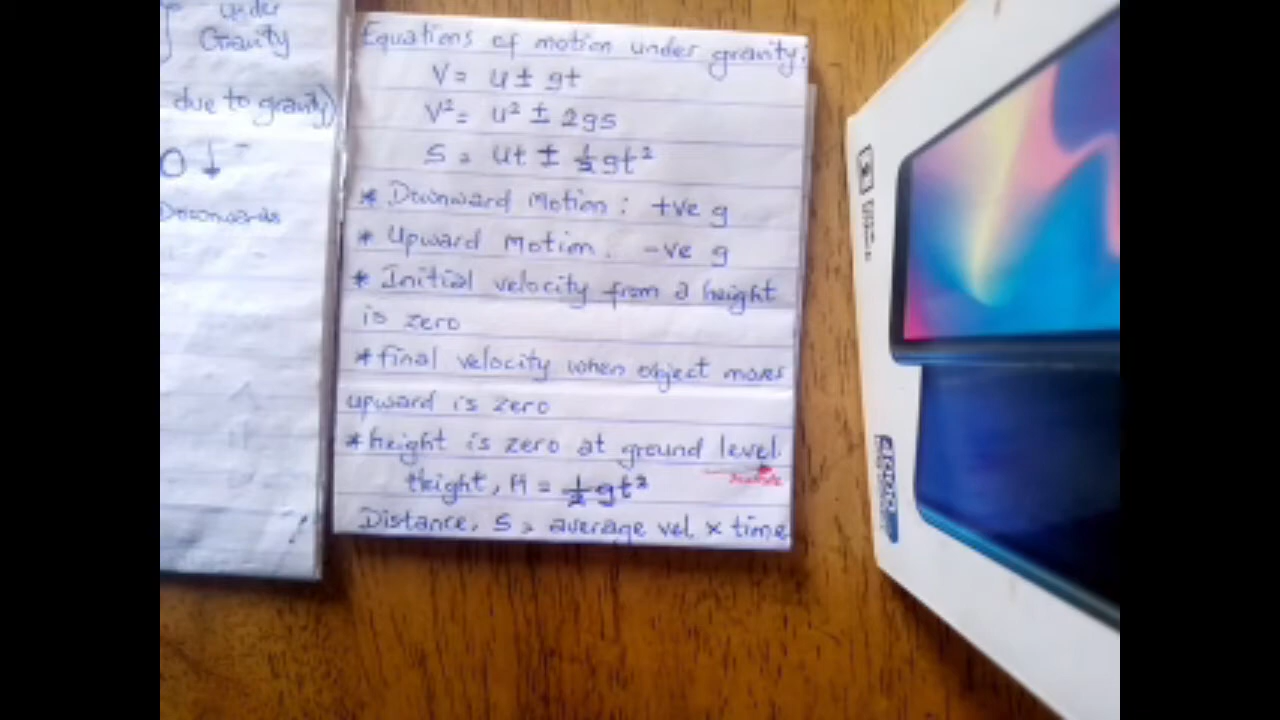 under
Gravity
due to gravity)
Downwards
Equations of motion under gravity.
V = u ± gt
V² = u² ± 2gs
S = ut ± ½gt²
* Downward Motion: +ve g
* Upward Motion: -ve g
* Initial velocity from a height
is zero
* final velocity when object moves
upward is zero
* height is zero at ground level.
Height, H = ½gt²
Distance, S = average vel. x time